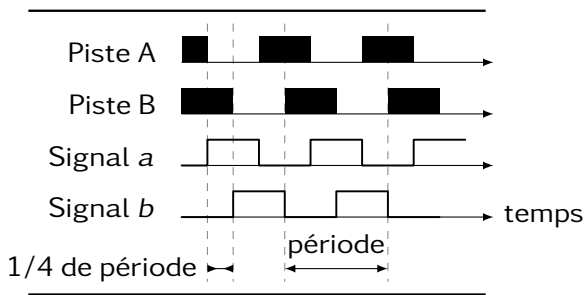 Piste A
Piste B
Signal a
Signal b
temps
période
1/4 de période